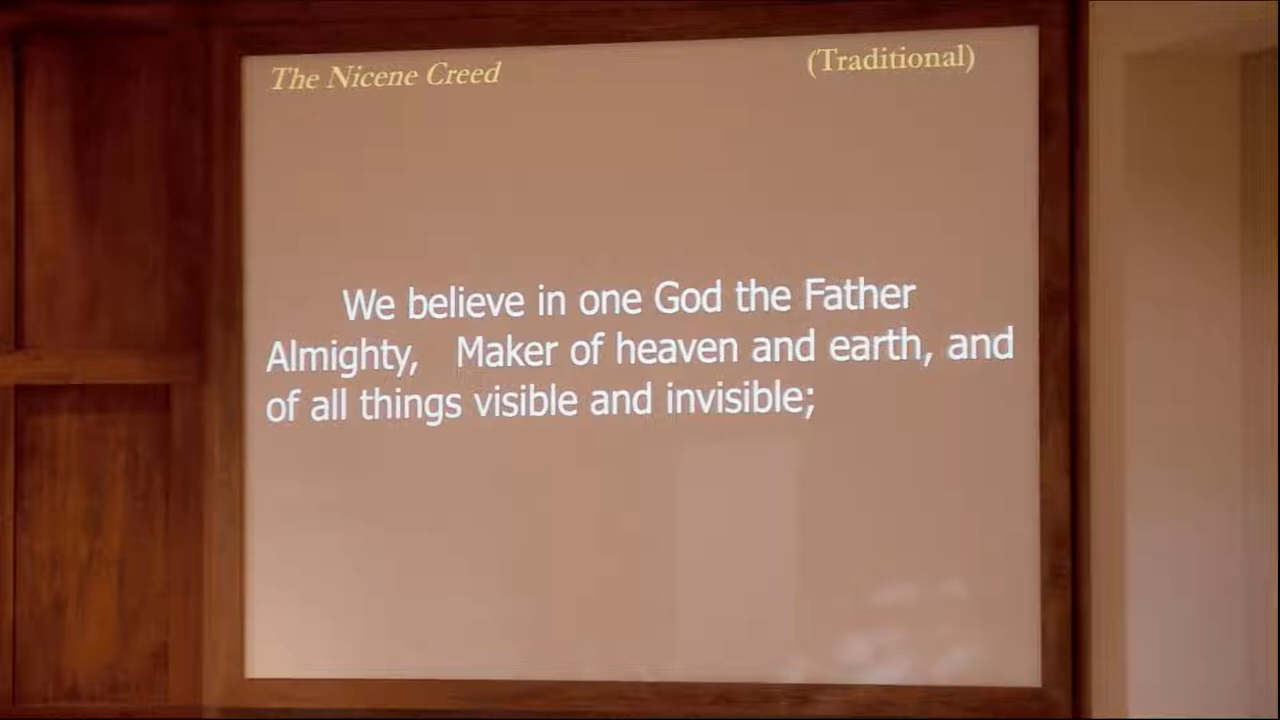 The Nicene Creed (Traditional)
We believe in one God the Father
Almighty, Maker of heaven and earth, and
of all things visible and invisible;